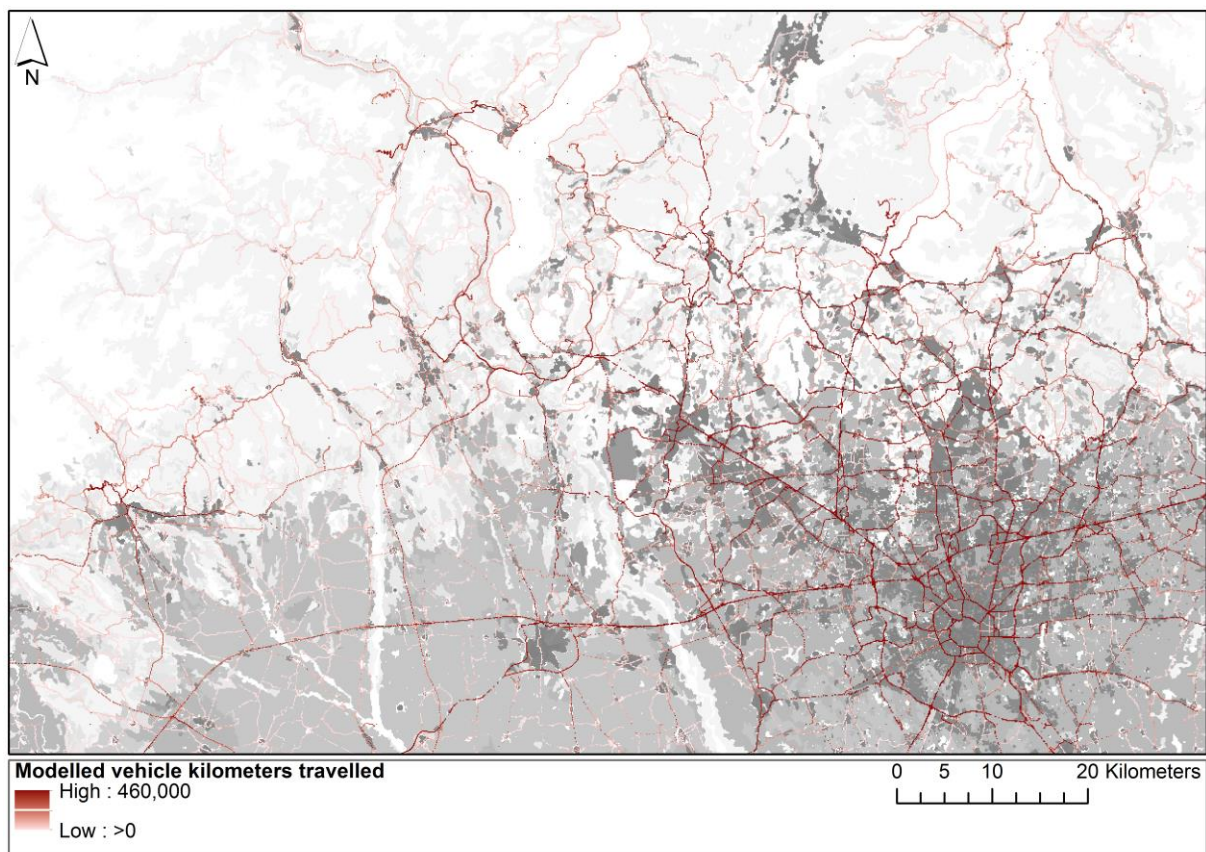 N
Modelled vehicle kilometers travelled
High : 460,000
Low : >0
0 5 10 20 Kilometers